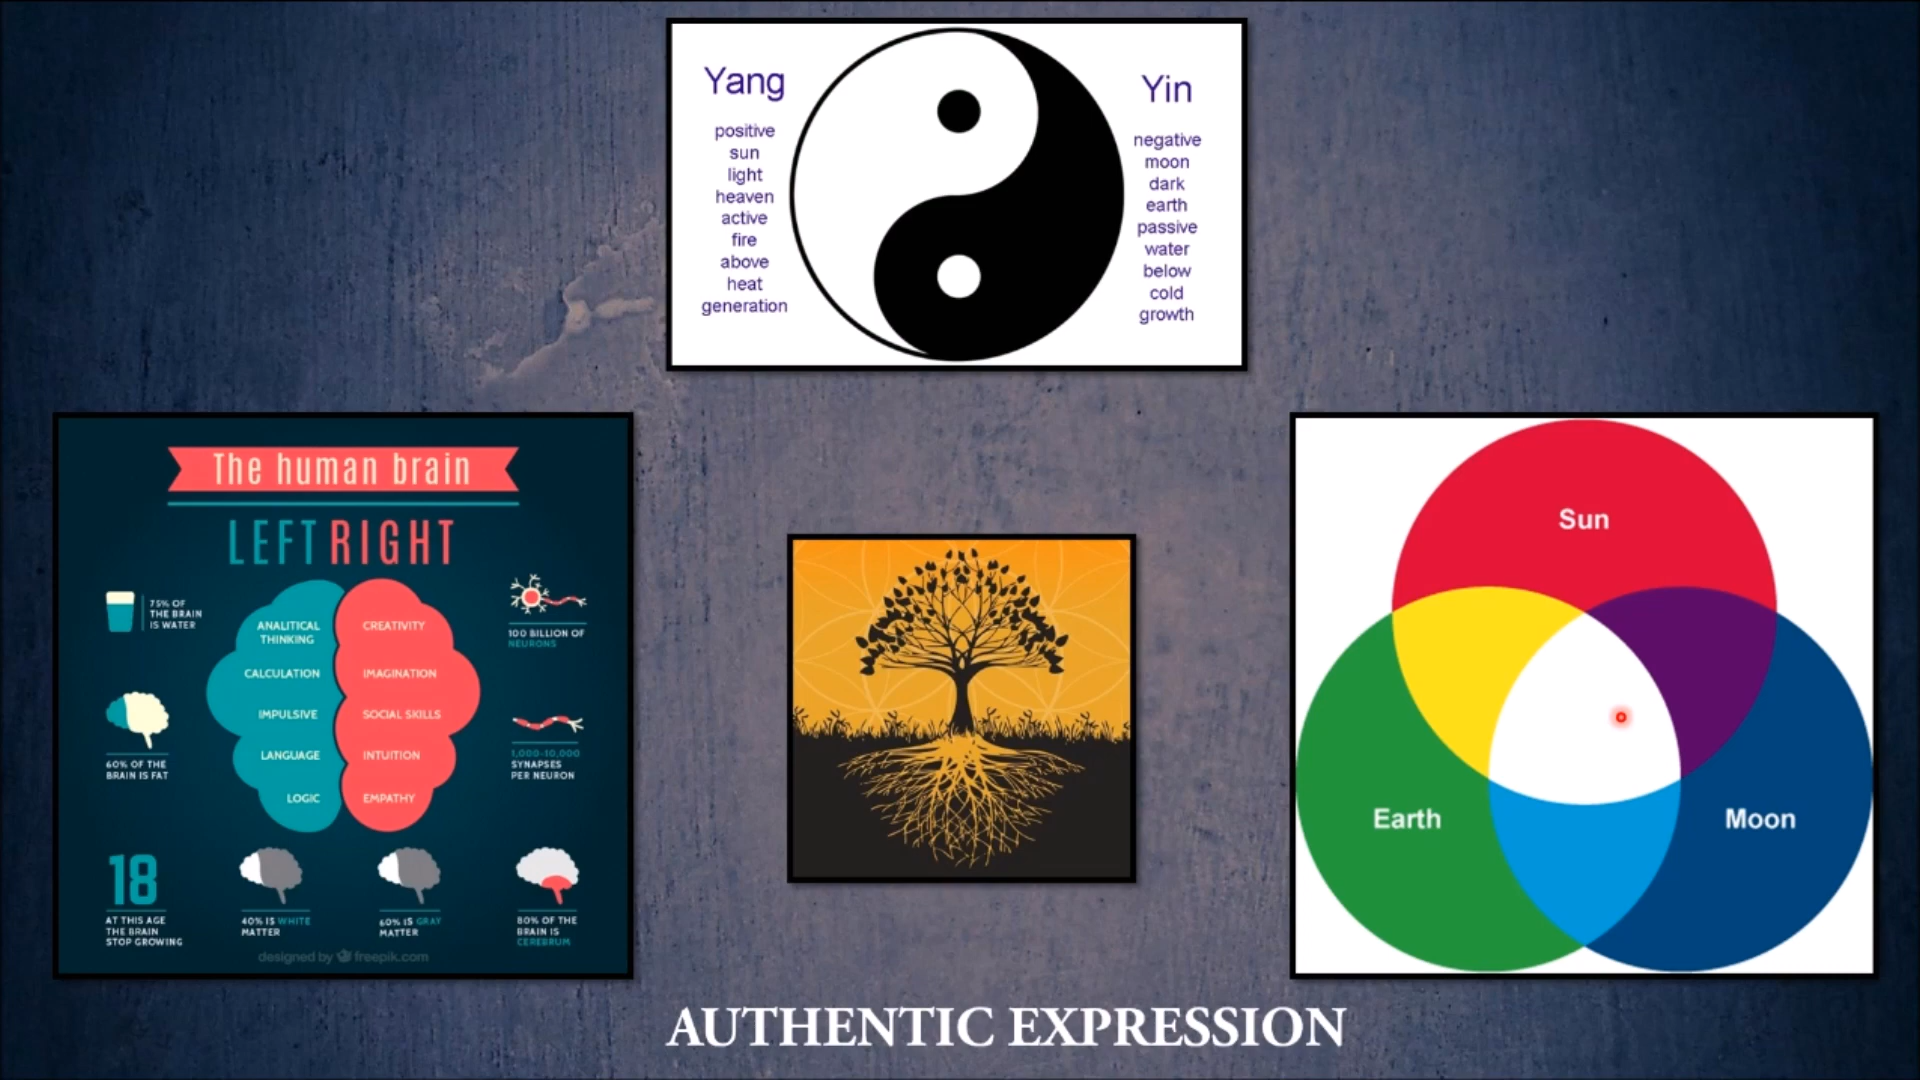 Yang
positive
sun
light
heaven
active
fire
above
heat
generation
Yin
negative
moon
dark
earth
passive
water
below
cold
growth
The human brain
LEFT RIGHT
75% OF
THE BRAIN
IS WATER
60% OF THE
BRAIN IS FAT
ANALITICAL
THINKING
CALCULATION
IMPULSIVE
LANGUAGE
LOGIC
CREATIVITY
IMAGINATION
SOCIAL SKILLS
INTUITION
EMPATHY
100 BILLION OF
NEURONS
1,000-10,000
SYNAPSES
PER NEURON
18
AT THIS AGE
THE BRAIN
STOP GROWING
40% IS WHITE
MATTER
60% IS GRAY
MATTER
80% OF THE
BRAIN IS
CEREBRUM
designed by freepik.com
Sun
Earth
Moon
AUTHENTIC EXPRESSION